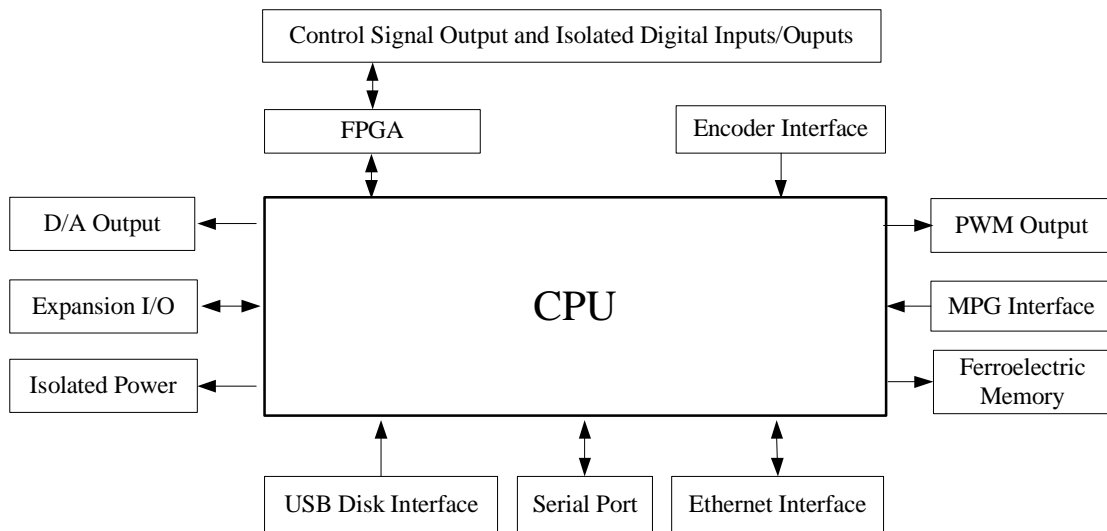 Control Signal Output and Isolated Digital Inputs/Ouputs
FPGA
Encoder Interface
D/A Output
PWM Output
Expansion I/O
CPU
MPG Interface
Isolated Power
Ferroelectric
Memory
USB Disk Interface
Serial Port
Ethernet Interface